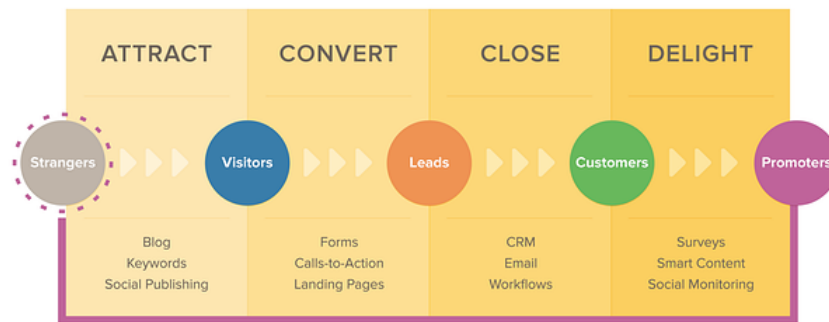 ATTRACT
CONVERT
CLOSE
DELIGHT
Strangers
Visitors
Leads
Customers
Promoters
Blog
Keywords
Social Publishing
Forms
Calls-to-Action
Landing Pages
CRM
Email
Workflows
Surveys
Smart Content
Social Monitoring